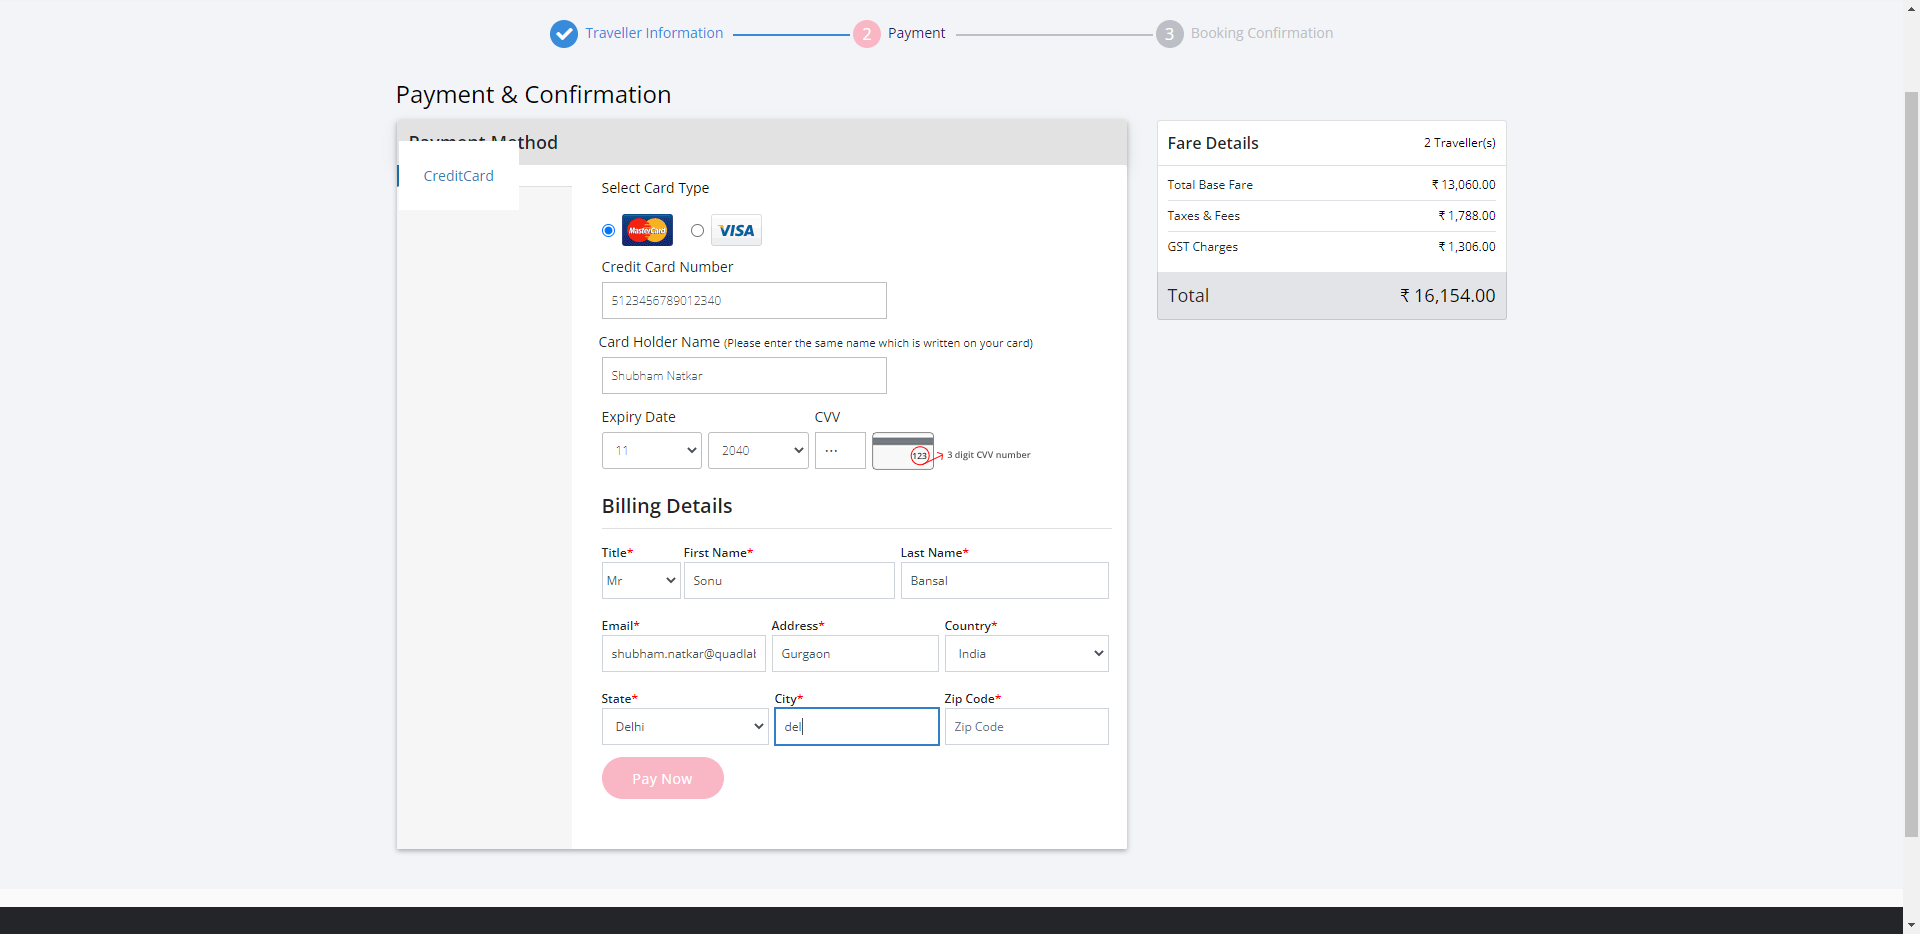 Traveller Information
2
Payment
3
Booking Confirmation
Payment & Confirmation
Payment Method
CreditCard
Select Card Type
MasterCard
VISA
Credit Card Number
5123456789012340
Card Holder Name (Please enter the same name which is written on your card)
Shubham Natkar
Expiry Date
CVV
11
2040
123
3 digit CVV number
Billing Details
Title*
First Name*
Last Name*
Mr
Sonu
Bansal
Email*
Address*
Country*
shubham.natkar@quadlab
Gurgaon
India
State*
City*
Zip Code*
Delhi
del
Zip Code
Pay Now
Fare Details
2 Traveller(s)
Total Base Fare
₹ 13,060.00
Taxes & Fees
₹ 1,788.00
GST Charges
₹ 1,306.00
Total
₹ 16,154.00